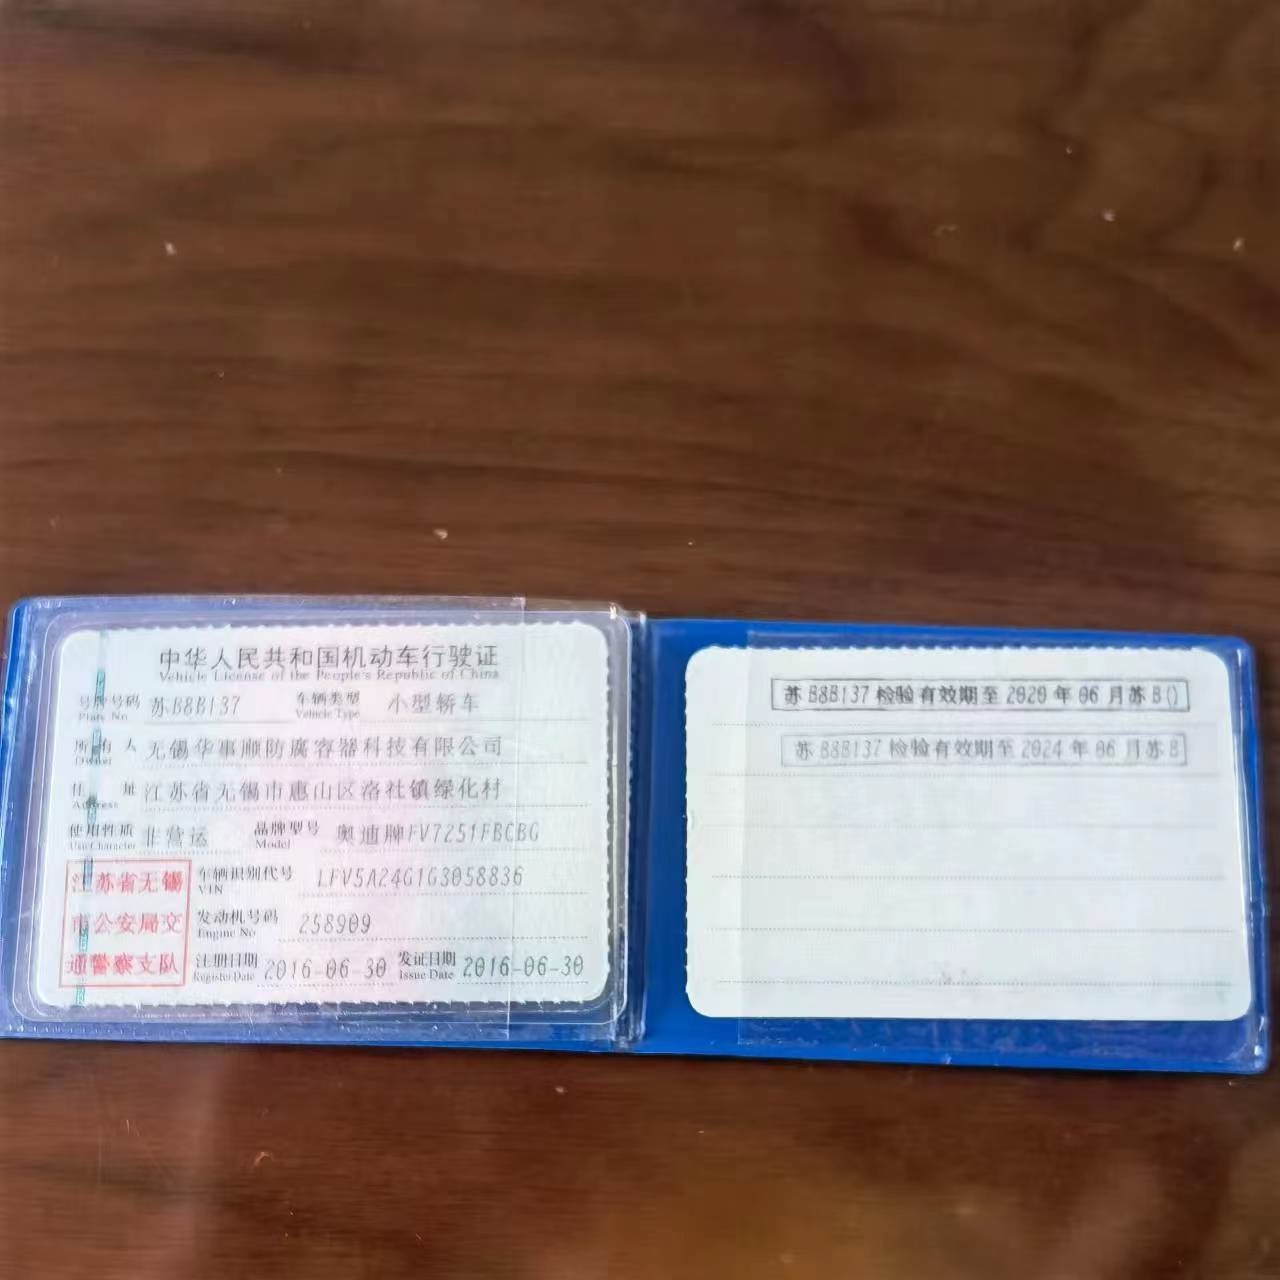 中华人民共和国机动车行驶证
Vehicle License of the People's Republic of China
号牌号码 苏B8B137 车辆类型 小型轿车
Plate No Vehicle Type
所有人 无锡华事顺防腐容器科技有限公司
Owner
住址 江苏省无锡市惠山区洛社镇绿化村
Address
使用性质 非营运 品牌型号 奥迪牌FV7251FBCBG
Use Character Model
江苏省无锡 车辆识别代号 LFV5A24G1G3058836
VIN
市公安局交 发动机号码 258909
Engine No
通警察支队 注册日期 2016-06-30 发证日期 2016-06-30
Register Date Issue Date
苏B8B137检验有效期至2020年06月苏B()
苏B8B137检验有效期至2024年06月苏B